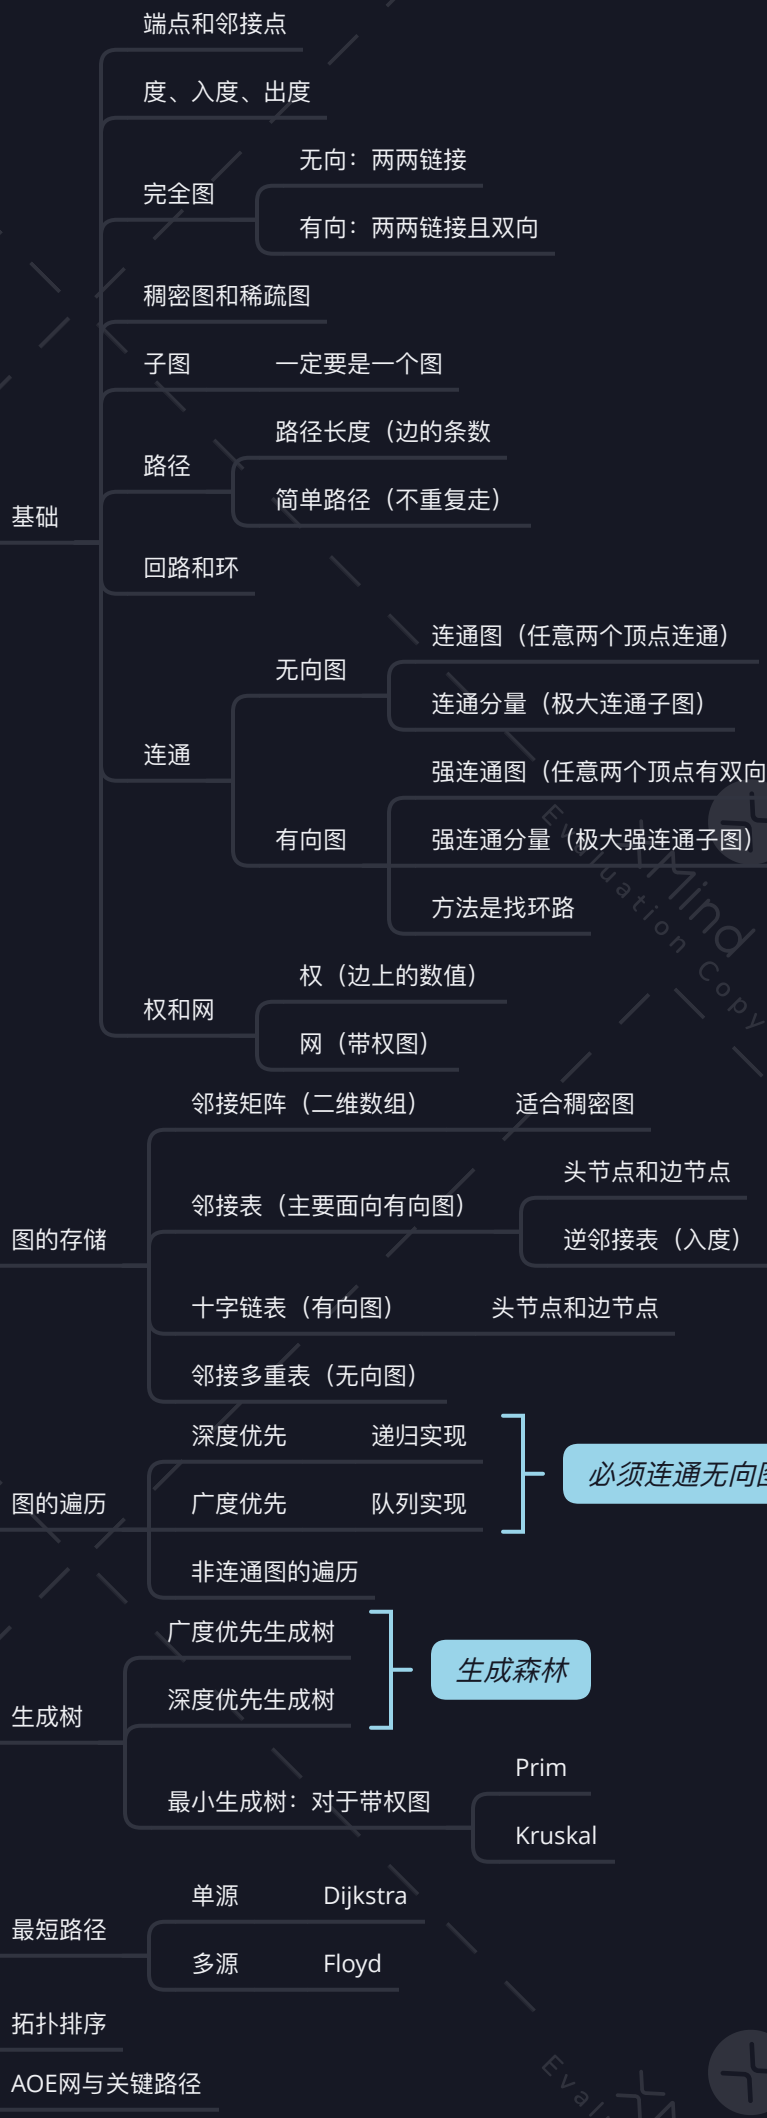 端点和邻接点
度、入度、出度
完全图
无向：两两链接
有向：两两链接且双向
稠密图和稀疏图
子图
一定要是一个图
路径
路径长度（边的条数
简单路径（不重复走）
基础
回路和环
连通
无向图
连通图（任意两个顶点连通）
连通分量（极大连通子图）
有向图
强连通图（任意两个顶点有双向
强连通分量（极大强连通子图）
方法是找环路
权和网
权（边上的数值）
网（带权图）
图的存储
邻接矩阵（二维数组）
适合稠密图
邻接表（主要面向有向图）
头节点和边节点
逆邻接表（入度）
十字链表（有向图）
头节点和边节点
邻接多重表（无向图）
图的遍历
深度优先
递归实现
广度优先
队列实现
必须连通无向图
非连通图的遍历
生成树
广度优先生成树
深度优先生成树
生成森林
最小生成树：对于带权图
Prim
Kruskal
最短路径
单源
Dijkstra
多源
Floyd
拓扑排序
AOE网与关键路径
XMind
Evaluation Copy